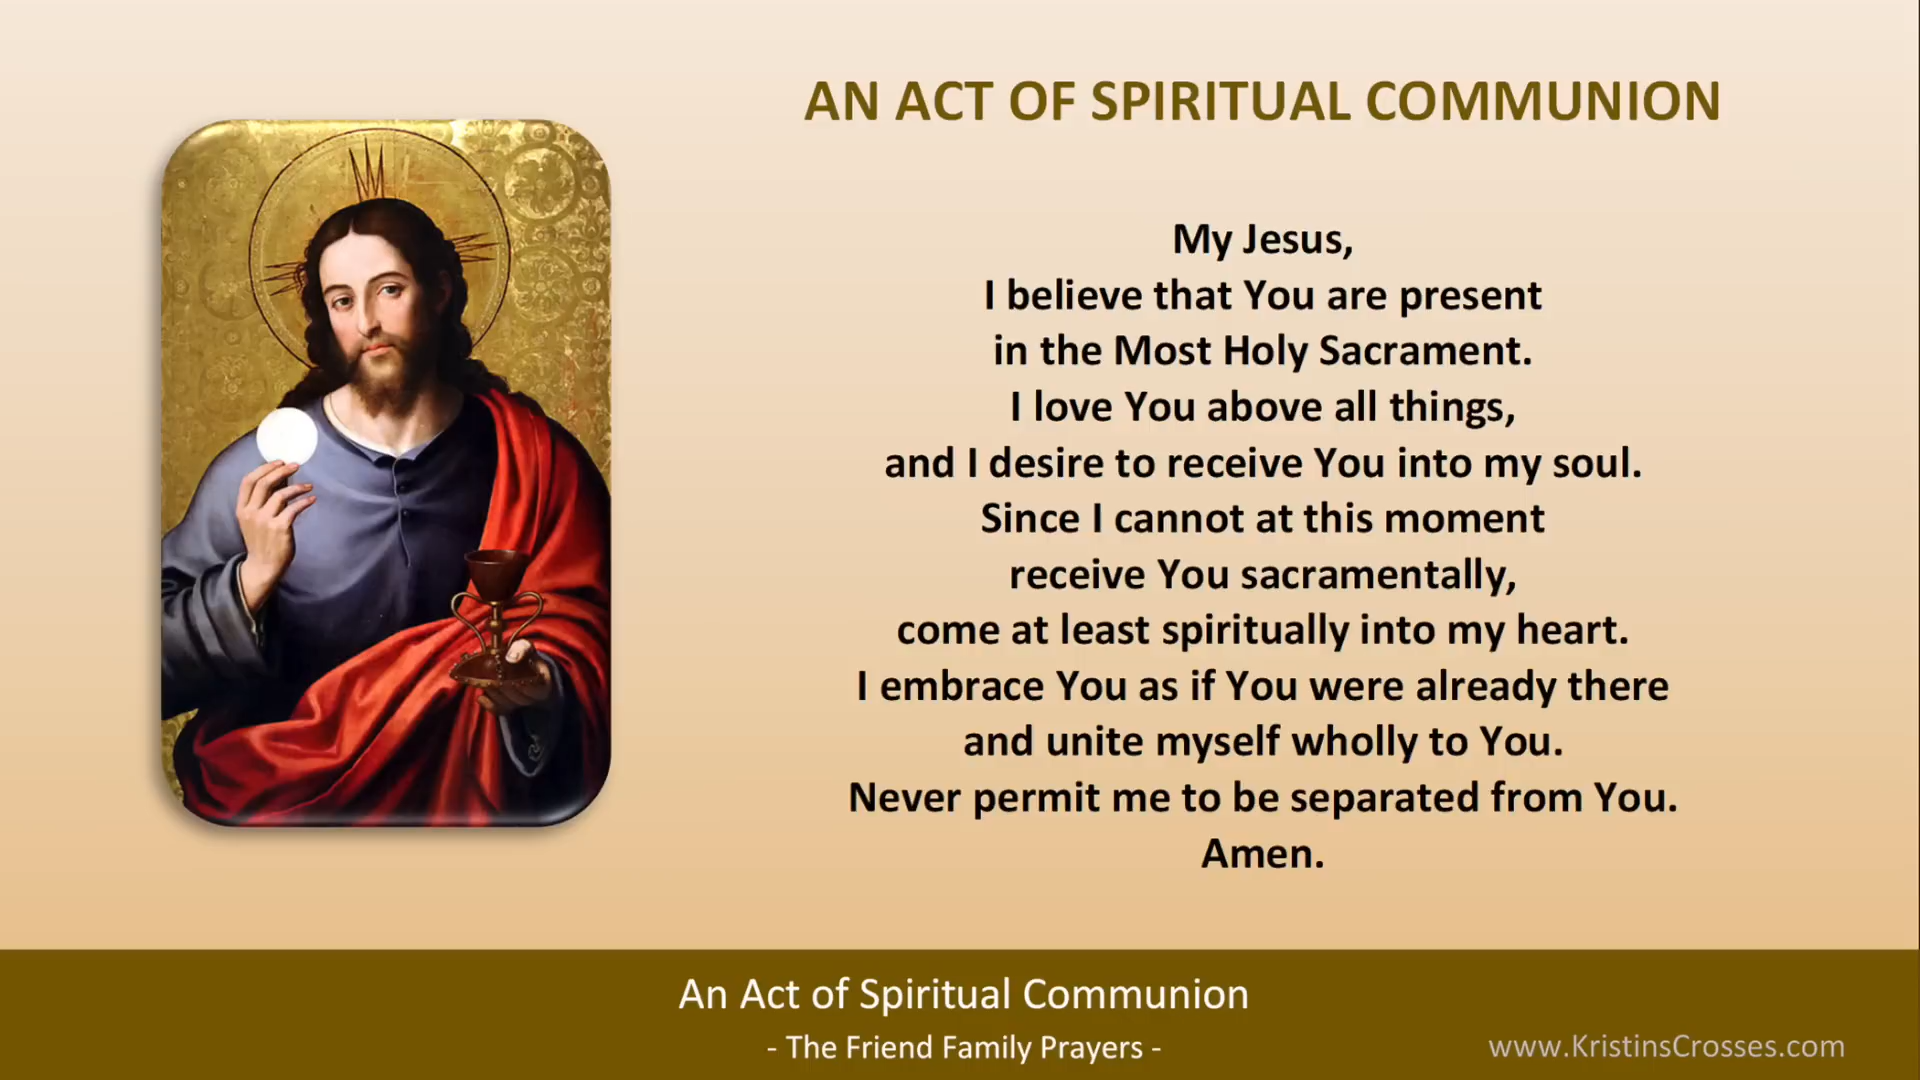 AN ACT OF SPIRITUAL COMMUNION
My Jesus,
I believe that You are present
in the Most Holy Sacrament.
I love You above all things,
and I desire to receive You into my soul.
Since I cannot at this moment
receive You sacramentally,
come at least spiritually into my heart.
I embrace You as if You were already there
and unite myself wholly to You.
Never permit me to be separated from You.
Amen.
An Act of Spiritual Communion
- The Friend Family Prayers -
www.KristinsCrosses.com